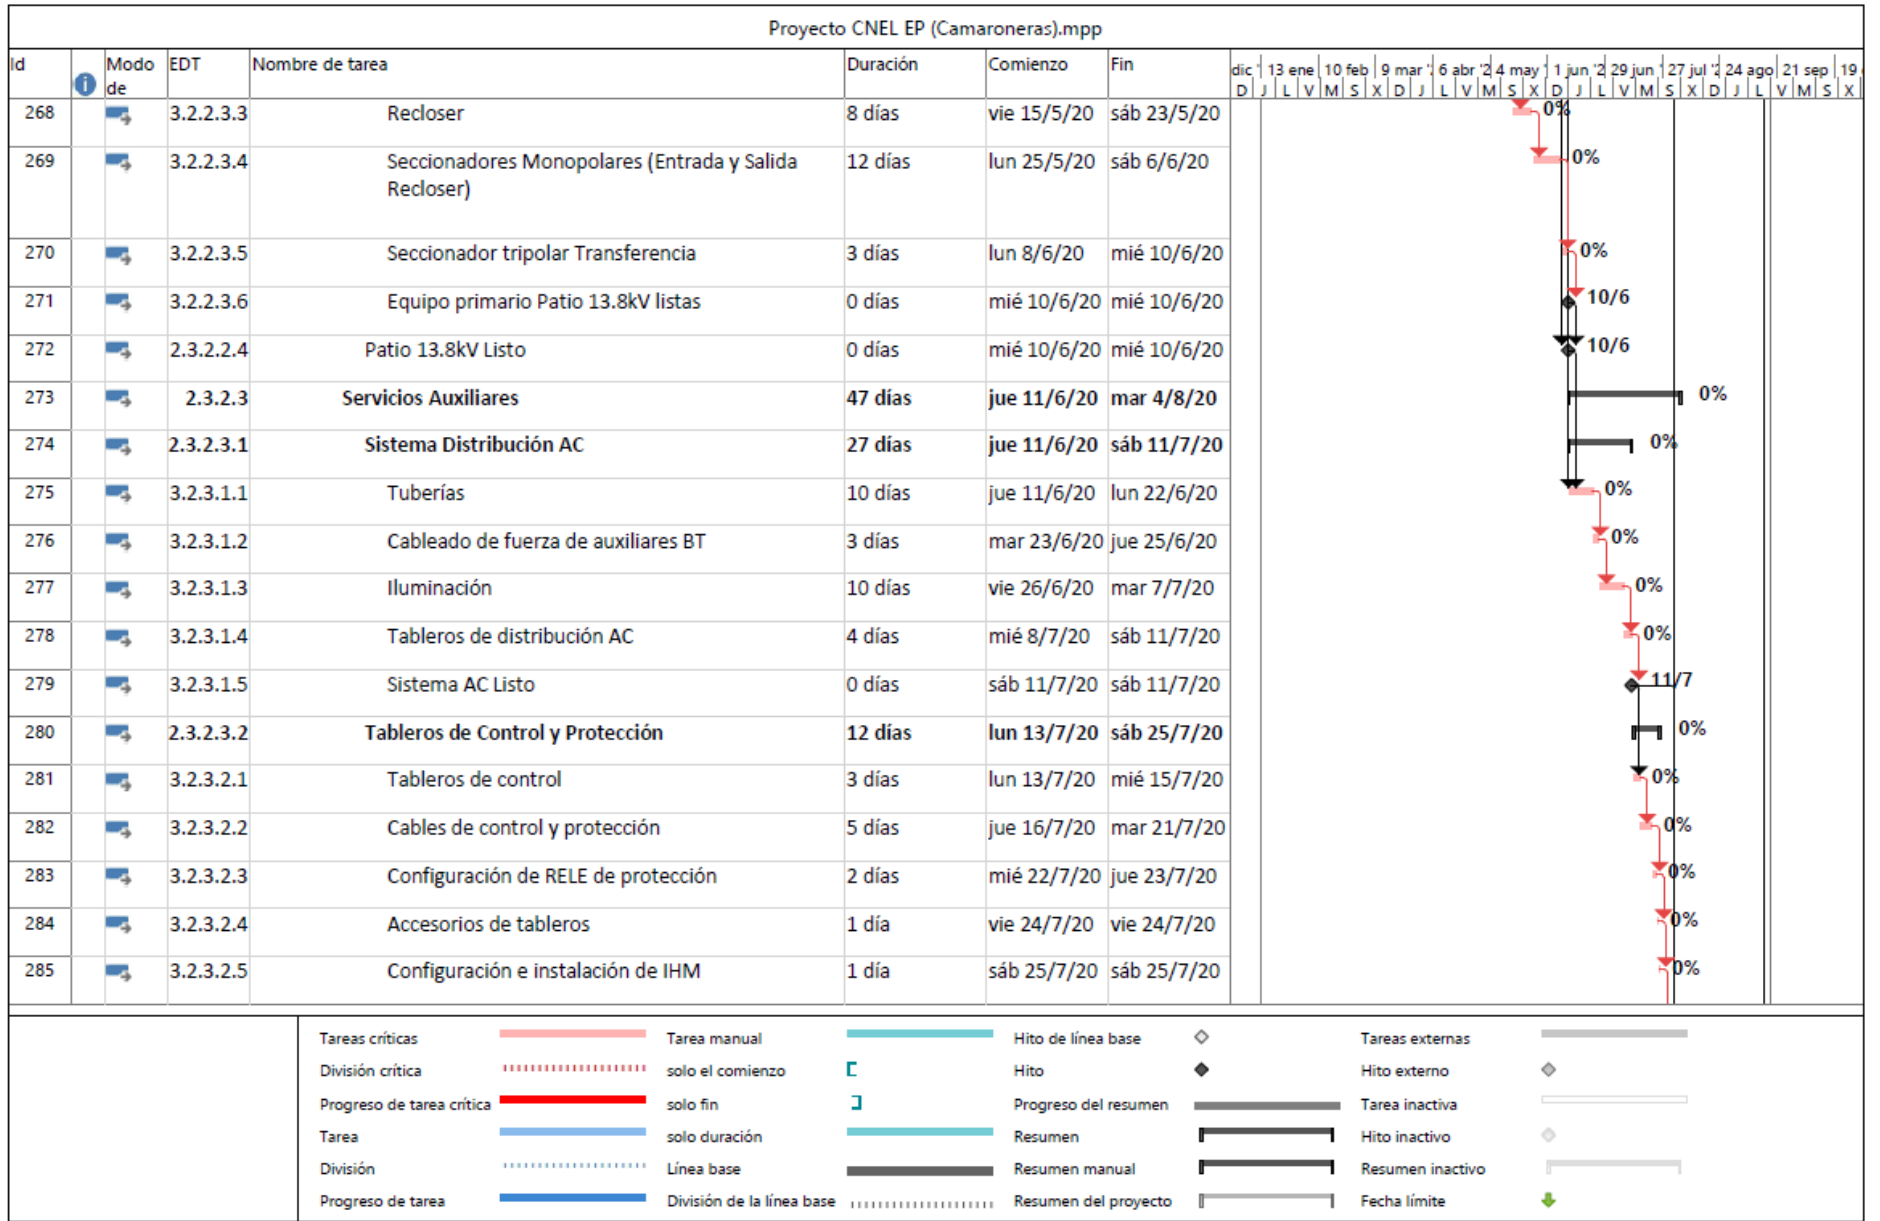 Proyecto CNEL EP (Camaroneras).mpp
Id Modo de EDT Nombre de tarea Duración Comienzo Fin
dic ' 13 ene 10 feb 9 mar ' 6 abr '2 4 may 1 jun '2 29 jun ' 27 jul '2 24 ago 21 sep 19
D J L V M S X D J L V M S X D J L V M S X D J L V M S X
268 3.2.2.3.3 Recloser 8 días vie 15/5/20 sáb 23/5/20 0%
269 3.2.2.3.4 Seccionadores Monopolares (Entrada y Salida 12 días lun 25/5/20 sáb 6/6/20 0%
Recloser)
270 3.2.2.3.5 Seccionador tripolar Transferencia 3 días lun 8/6/20 mié 10/6/20 0%
271 3.2.2.3.6 Equipo primario Patio 13.8kV listas 0 días mié 10/6/20 mié 10/6/20 10/6
272 2.3.2.2.4 Patio 13.8kV Listo 0 días mié 10/6/20 mié 10/6/20 10/6
273 2.3.2.3 Servicios Auxiliares 47 días jue 11/6/20 mar 4/8/20 0%
274 2.3.2.3.1 Sistema Distribución AC 27 días jue 11/6/20 sáb 11/7/20 0%
275 3.2.3.1.1 Tuberías 10 días jue 11/6/20 lun 22/6/20 0%
276 3.2.3.1.2 Cableado de fuerza de auxiliares BT 3 días mar 23/6/20 jue 25/6/20 0%
277 3.2.3.1.3 Iluminación 10 días vie 26/6/20 mar 7/7/20 0%
278 3.2.3.1.4 Tableros de distribución AC 4 días mié 8/7/20 sáb 11/7/20 0%
279 3.2.3.1.5 Sistema AC Listo 0 días sáb 11/7/20 sáb 11/7/20 11/7
280 2.3.2.3.2 Tableros de Control y Protección 12 días lun 13/7/20 sáb 25/7/20 0%
281 3.2.3.2.1 Tableros de control 3 días lun 13/7/20 mié 15/7/20 0%
282 3.2.3.2.2 Cables de control y protección 5 días jue 16/7/20 mar 21/7/20 0%
283 3.2.3.2.3 Configuración de RELE de protección 2 días mié 22/7/20 jue 23/7/20 0%
284 3.2.3.2.4 Accesorios de tableros 1 día vie 24/7/20 vie 24/7/20 0%
285 3.2.3.2.5 Configuración e instalación de IHM 1 día sáb 25/7/20 sáb 25/7/20 0%
Tareas críticas Tarea manual Hito de línea base Tareas externas
División crítica solo el comienzo Hito Hito externo
Progreso de tarea crítica solo fin Progreso del resumen Tarea inactiva
Tarea solo duración Resumen Hito inactivo
División Línea base Resumen manual Resumen inactivo
Progreso de tarea División de la línea base Resumen del proyecto Fecha límite